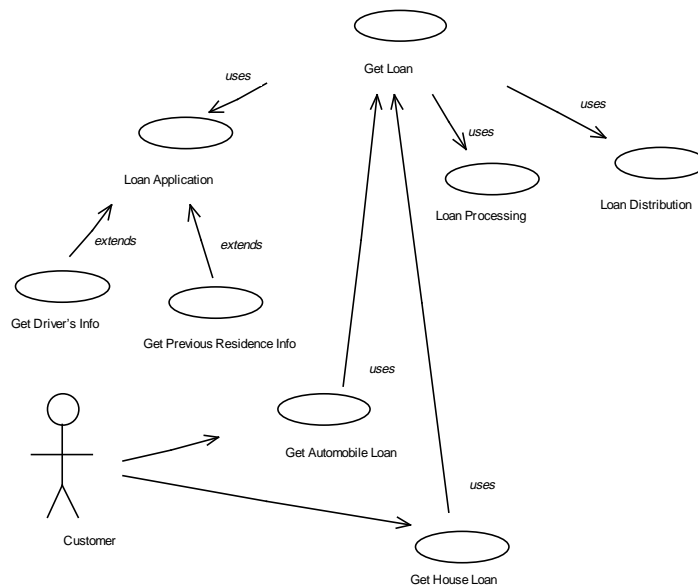 Get Loan
uses
uses
uses
Loan Application
Loan Processing
Loan Distribution
extends
extends
Get Driver's Info
Get Previous Residence Info
uses
Get Automobile Loan
uses
Customer
Get House Loan